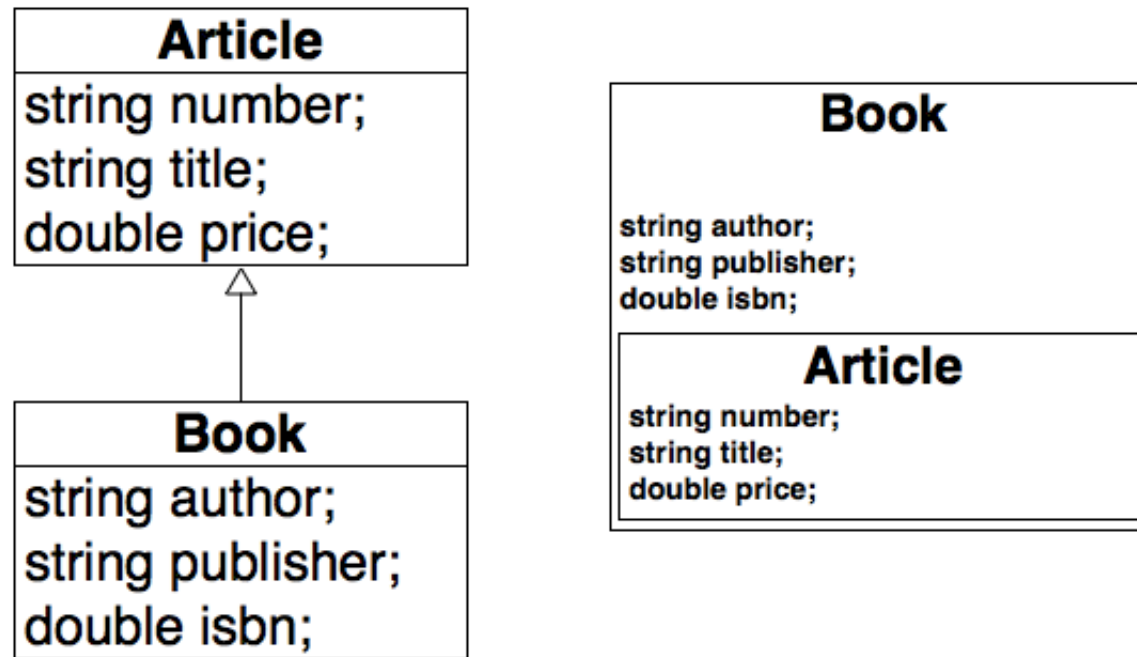 Article
string number;
string title;
double price;
Book
string author;
string publisher;
double isbn;
Book
string author;
string publisher;
double isbn;
Article
string number;
string title;
double price;